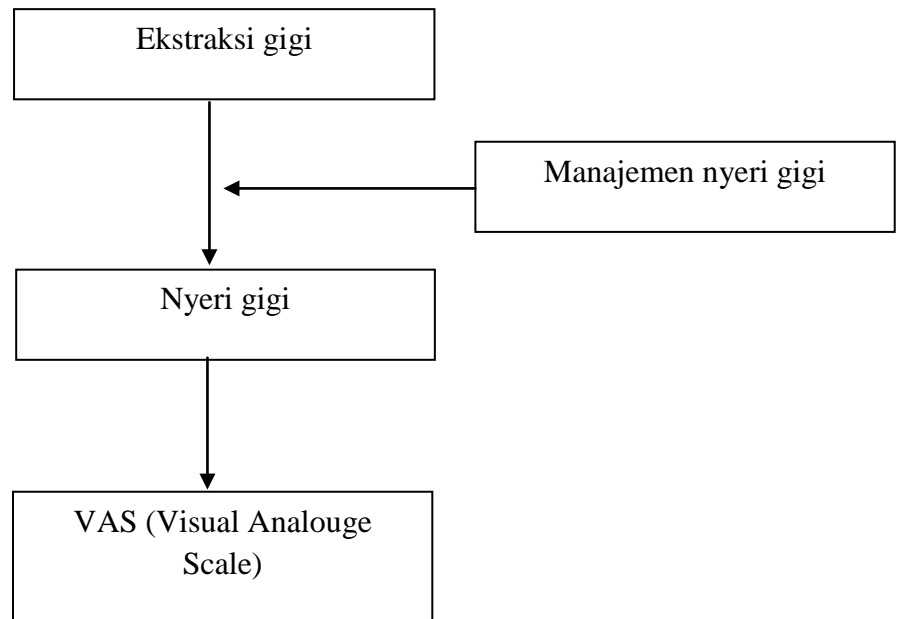 Ekstraksi gigi
Manajemen nyeri gigi
Nyeri gigi
VAS (Visual Analouge
Scale)